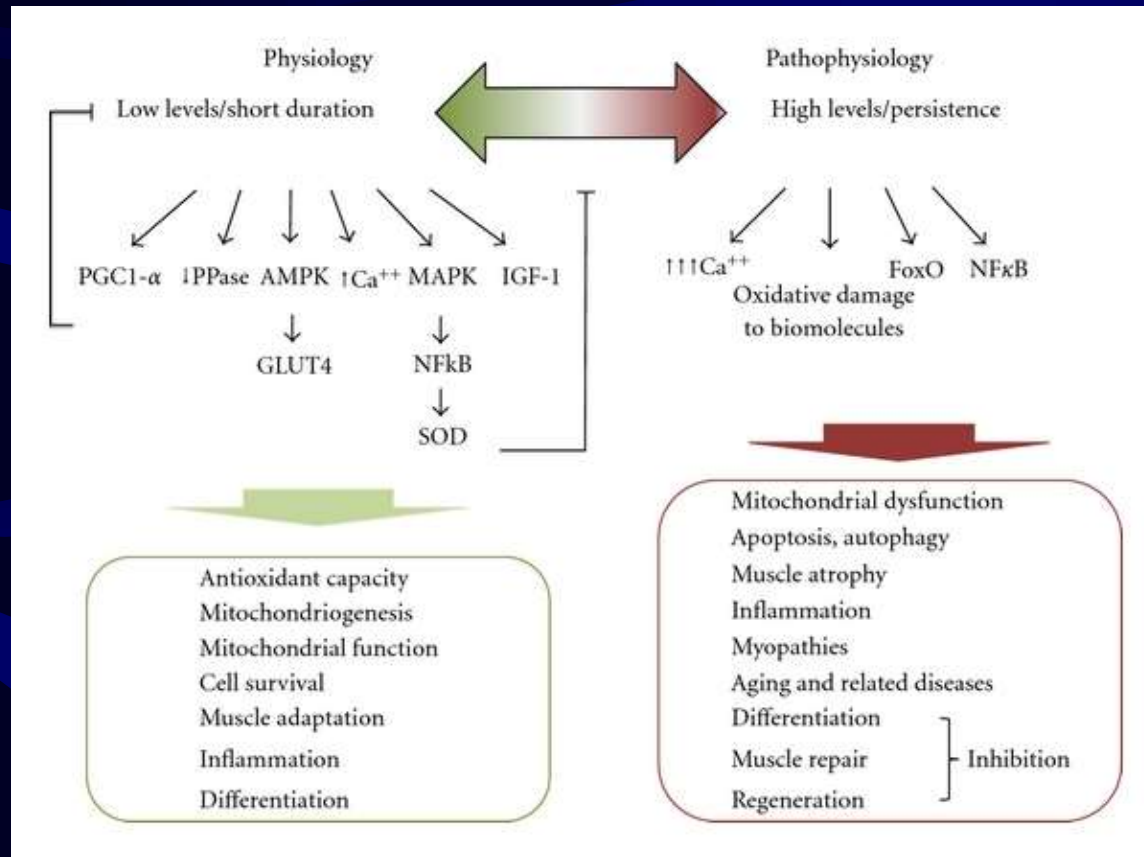 Physiology
Pathophysiology
Low levels/short duration
High levels/persistence
PGC1-α ↓PPase AMPK ↑Ca⁺⁺ MAPK IGF-1
↑↑↑Ca⁺⁺
FoxO
NFκB
Oxidative damage
to biomolecules
GLUT4
NFkB
SOD
Antioxidant capacity
Mitochondriogenesis
Mitochondrial function
Cell survival
Muscle adaptation
Inflammation
Differentiation
Mitochondrial dysfunction
Apoptosis, autophagy
Muscle atrophy
Inflammation
Myopathies
Aging and related diseases
Differentiation
Muscle repair
Regeneration
Inhibition